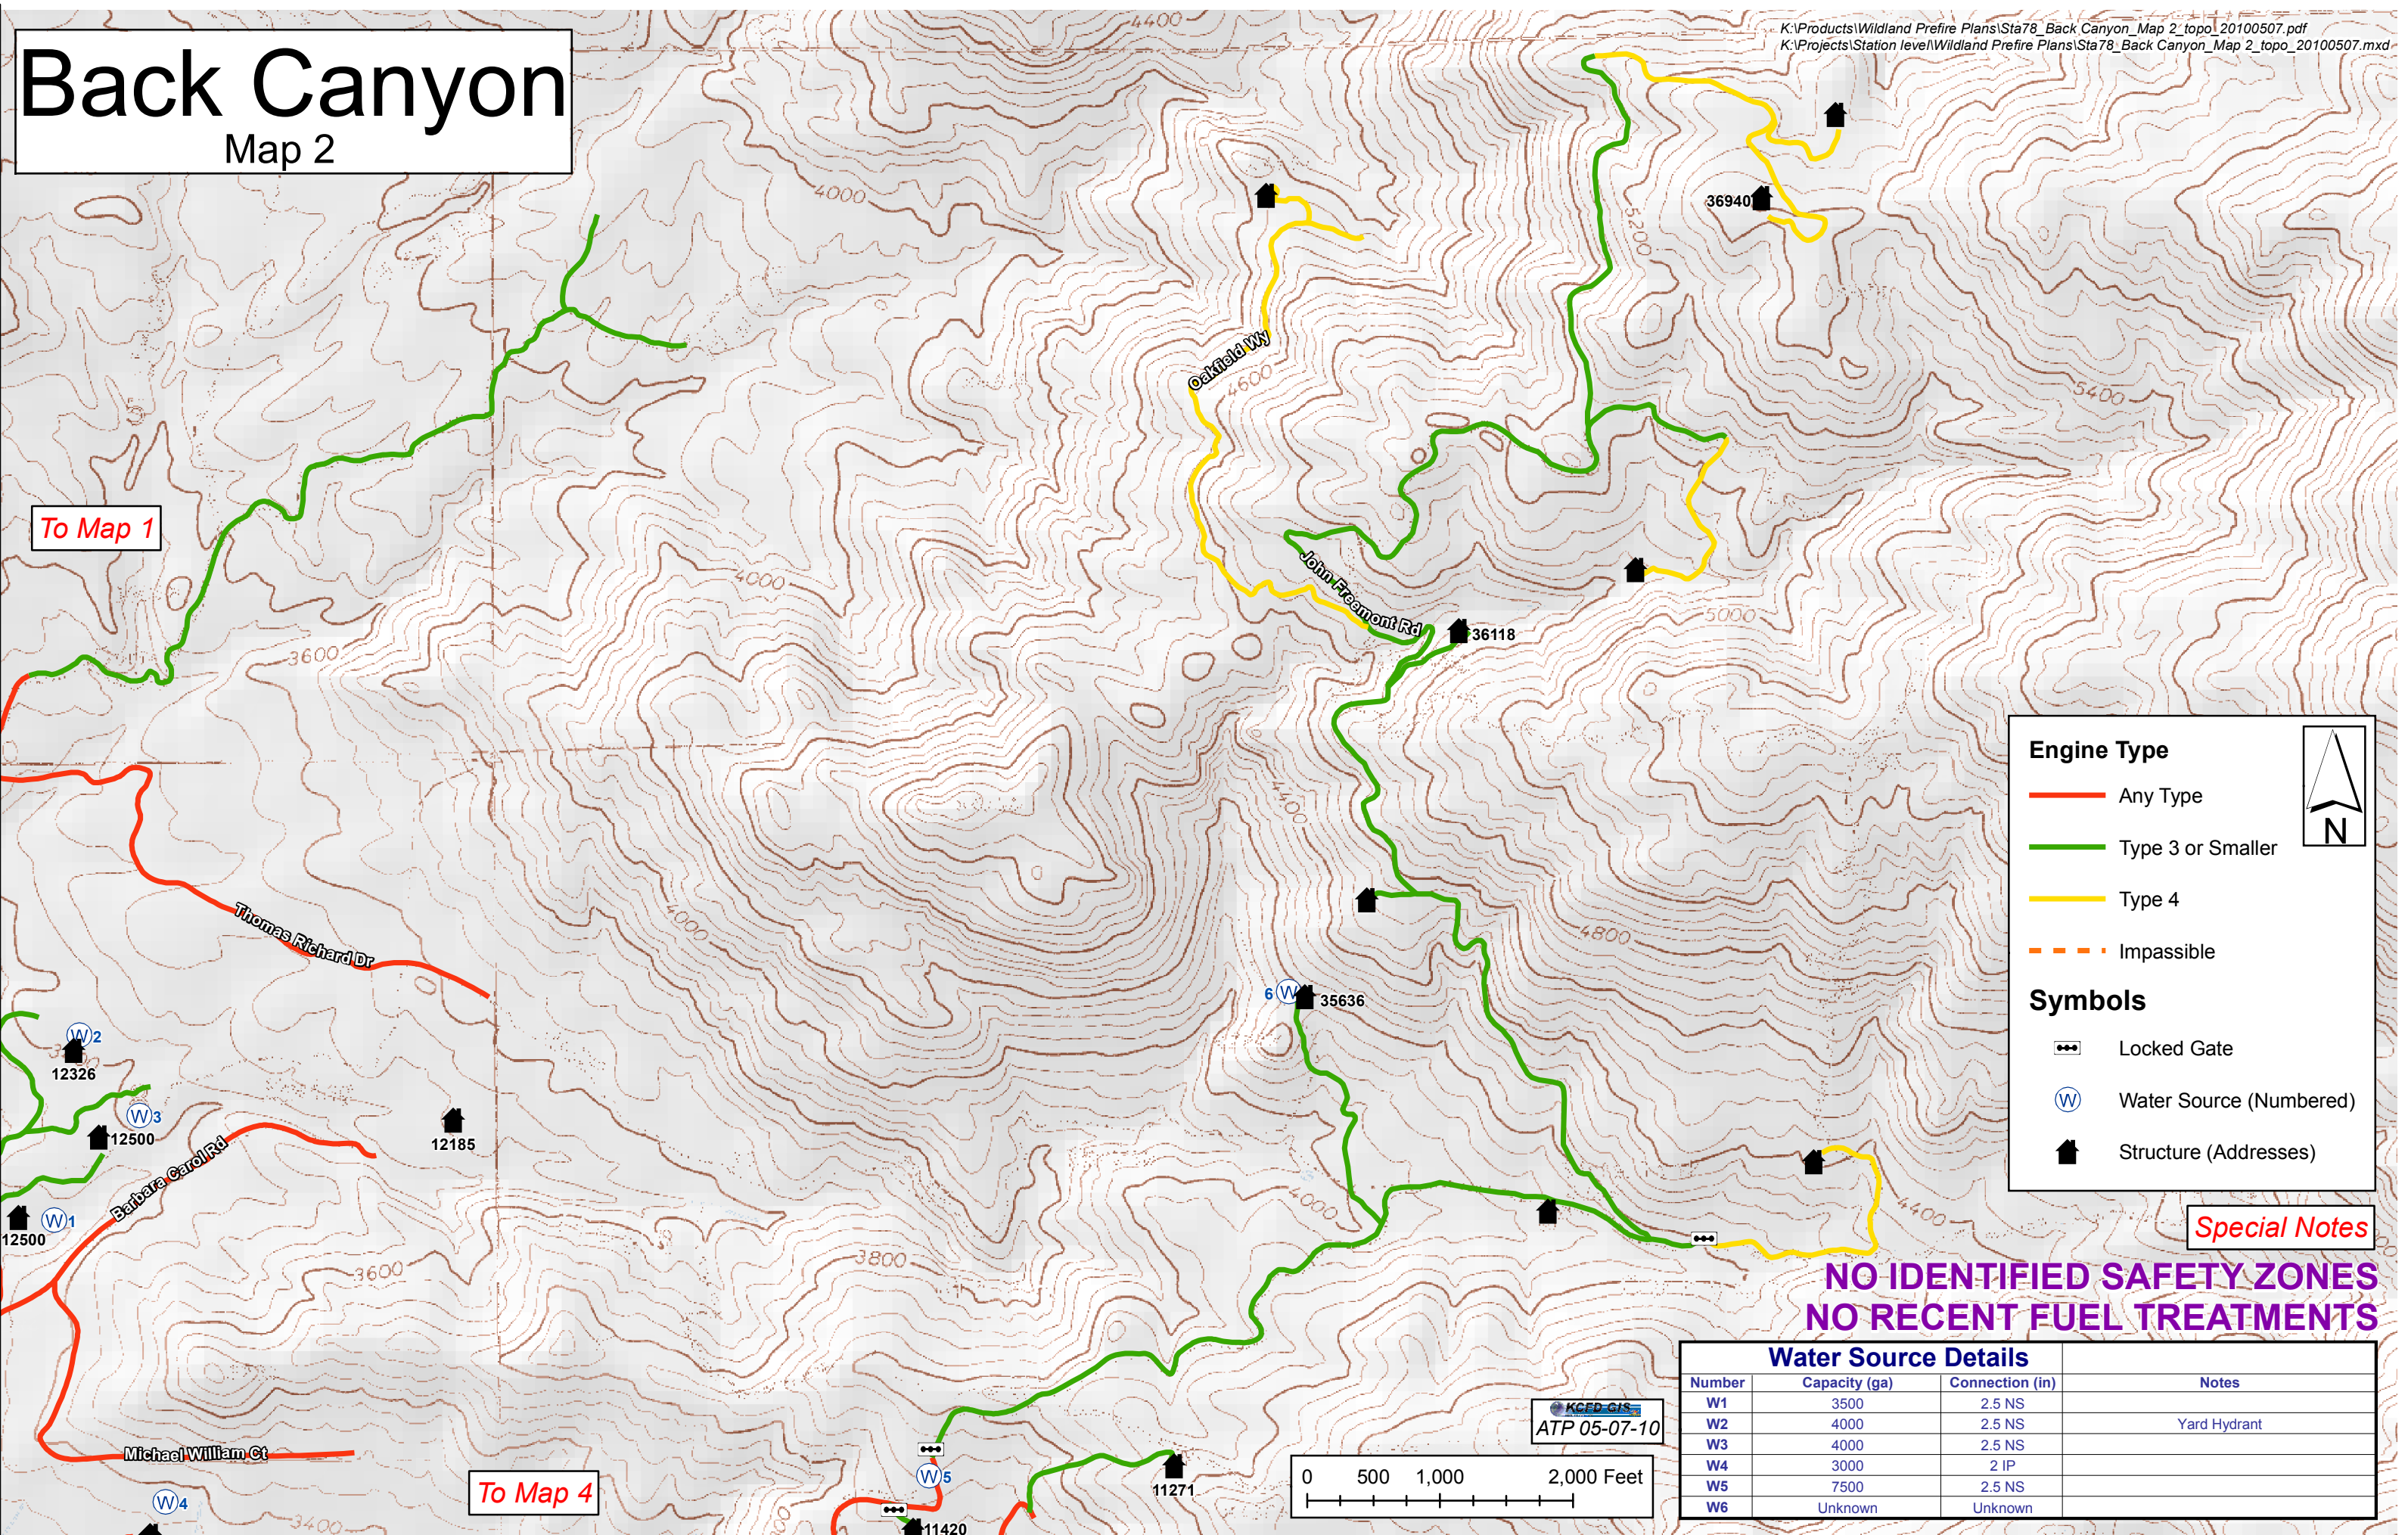 K:\Products\Wildland Prefire Plans\Sta78_Back Canyon_Map 2_topo_20100507.pdf
K:\Projects\Station level\Wildland Prefire Plans\Sta78_Back Canyon_Map 2_topo_20100507.mxd
Back Canyon
Map 2
4400
4000
5200
36940
Oakfield Wy
4600
5400
To Map 1
4000
John Freemont Rd
36118
5000
3600
4400
Engine Type
Any Type
Type 3 or Smaller
Type 4
Impassible
N
Symbols
Locked Gate
W Water Source (Numbered)
Structure (Addresses)
Thomas Richard Dr
4000
4800
6 W 35636
W 2
12326
W 3
12500
12185
Barbara Carol Rd
W 1
12500
4000
4400
3600
3800
Special Notes
NO IDENTIFIED SAFETY ZONES
NO RECENT FUEL TREATMENTS
Water Source Details
Number Capacity (ga) Connection (in) Notes
W1 3500 2.5 NS
W2 4000 2.5 NS Yard Hydrant
W3 4000 2.5 NS
W4 3000 2 IP
W5 7500 2.5 NS
W6 Unknown Unknown
KCFD GIS
ATP 05-07-10
0 500 1,000 2,000 Feet
Michael William Ct
To Map 4
W 5
11271
W 4
3400
11420